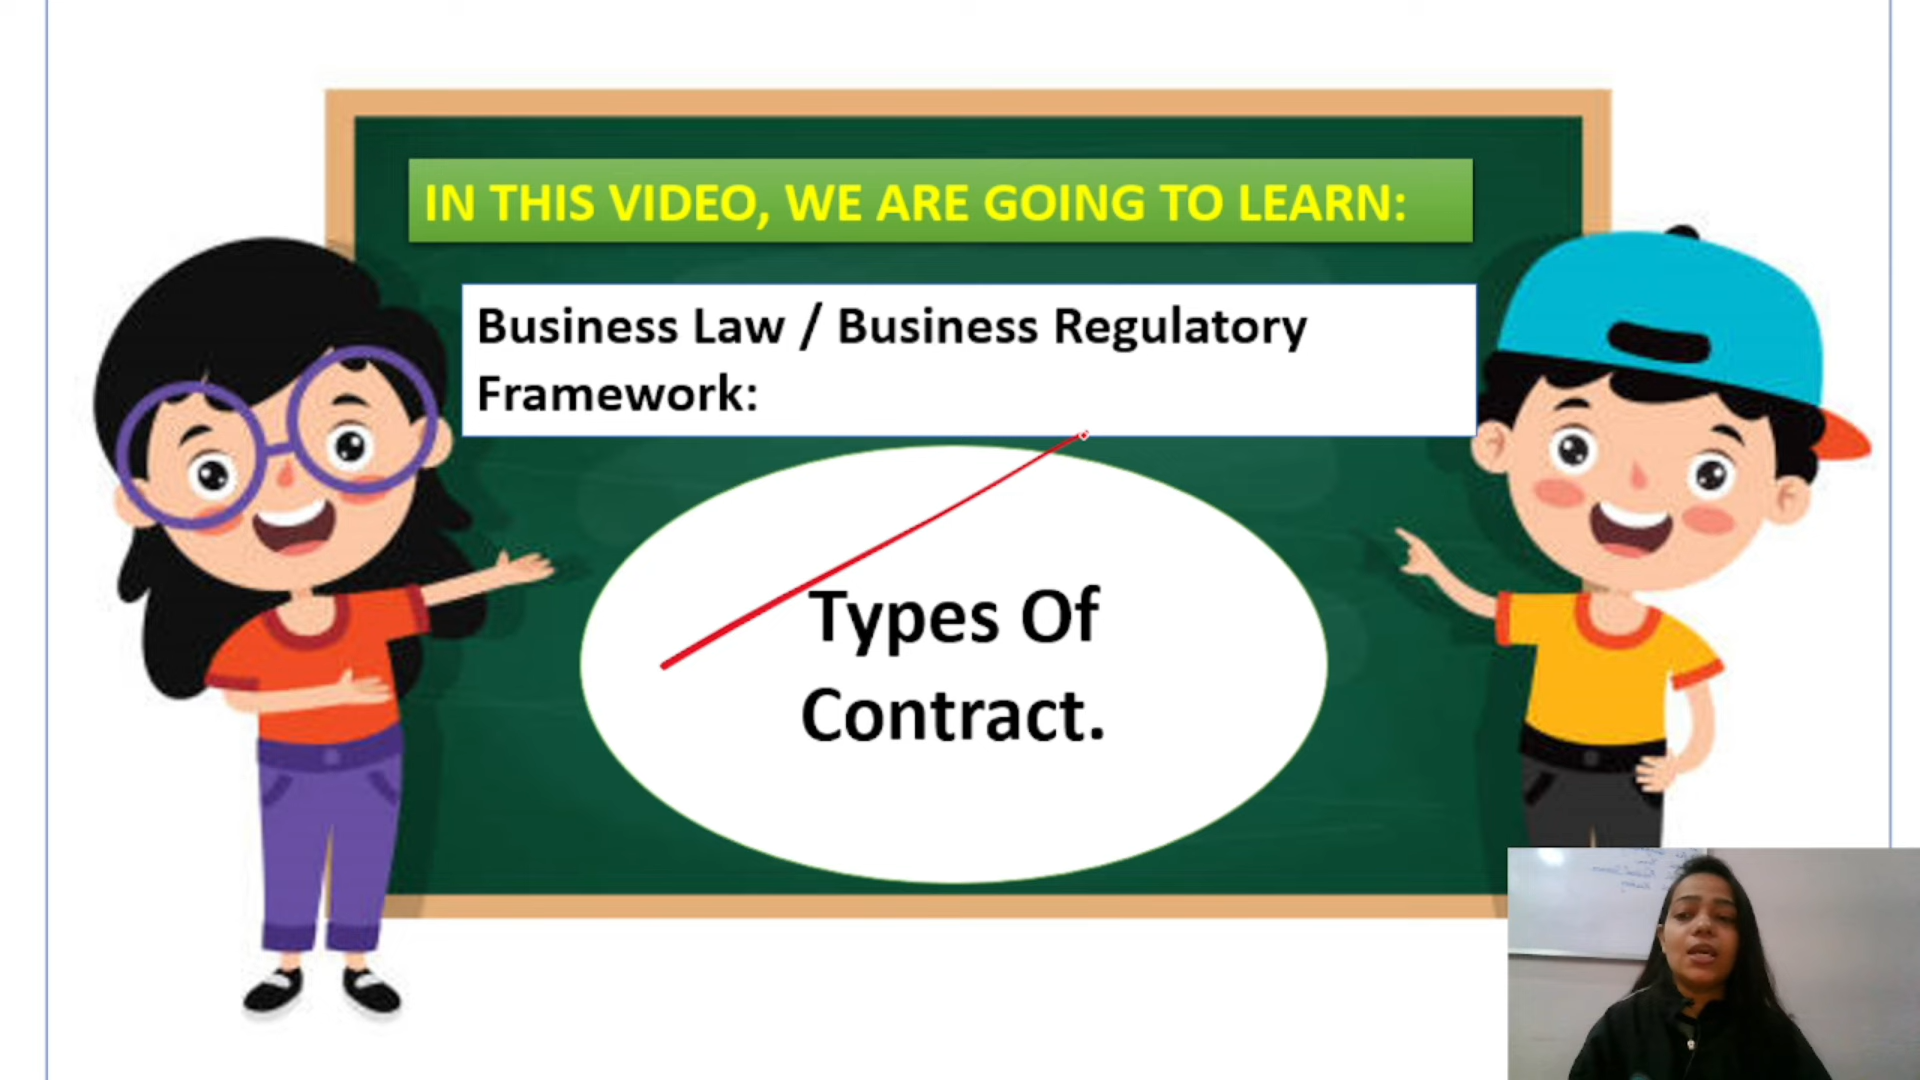 IN THIS VIDEO, WE ARE GOING TO LEARN:
Business Law / Business Regulatory
Framework:
Types Of
Contract.